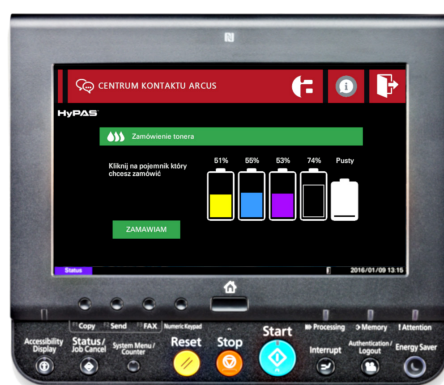 CENTRUM KONTAKTU ARCUS
HyPAS
Zamówienie tonera
Kliknij na pojemnik który
chcesz zamówić
51% 55% 53% 74% Pusty
ZAMAWIAM
Status
2016/01/09 13:15
Copy Send FAX Numeric Keypad
Processing Memory Attention
Accessibility
Display
Status/
Job Cancel
System Menu/
Counter
Reset
Stop
Start
Interrupt
Authentication/
Logout
Energy Saver